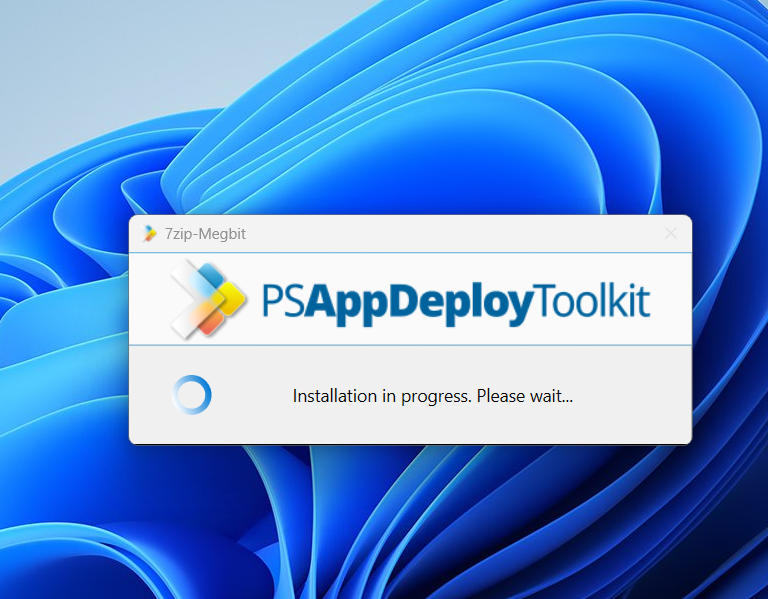 7zip-Megbit
PSAppDeployToolkit
Installation in progress. Please wait...